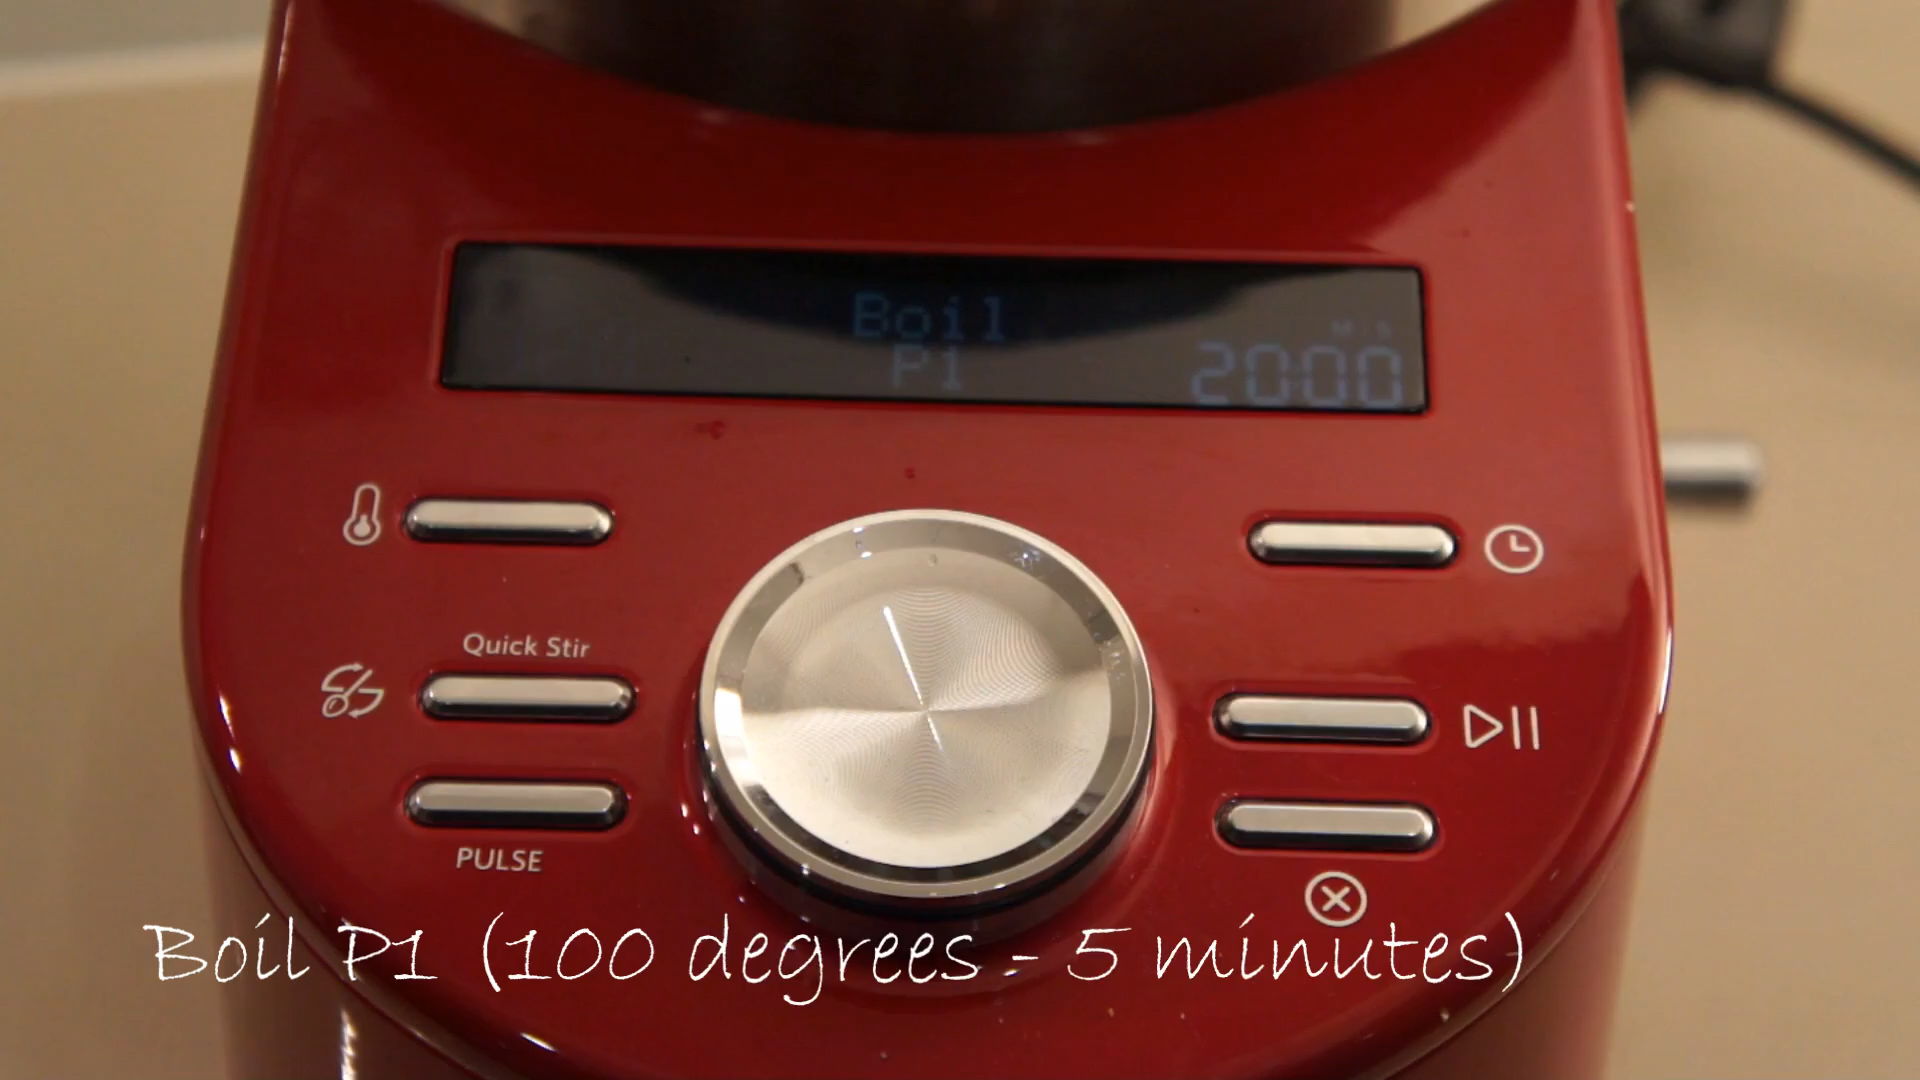 Boil
P1
20:00
Quick Stir
PULSE
Boil P1 (100 degrees - 5 minutes)